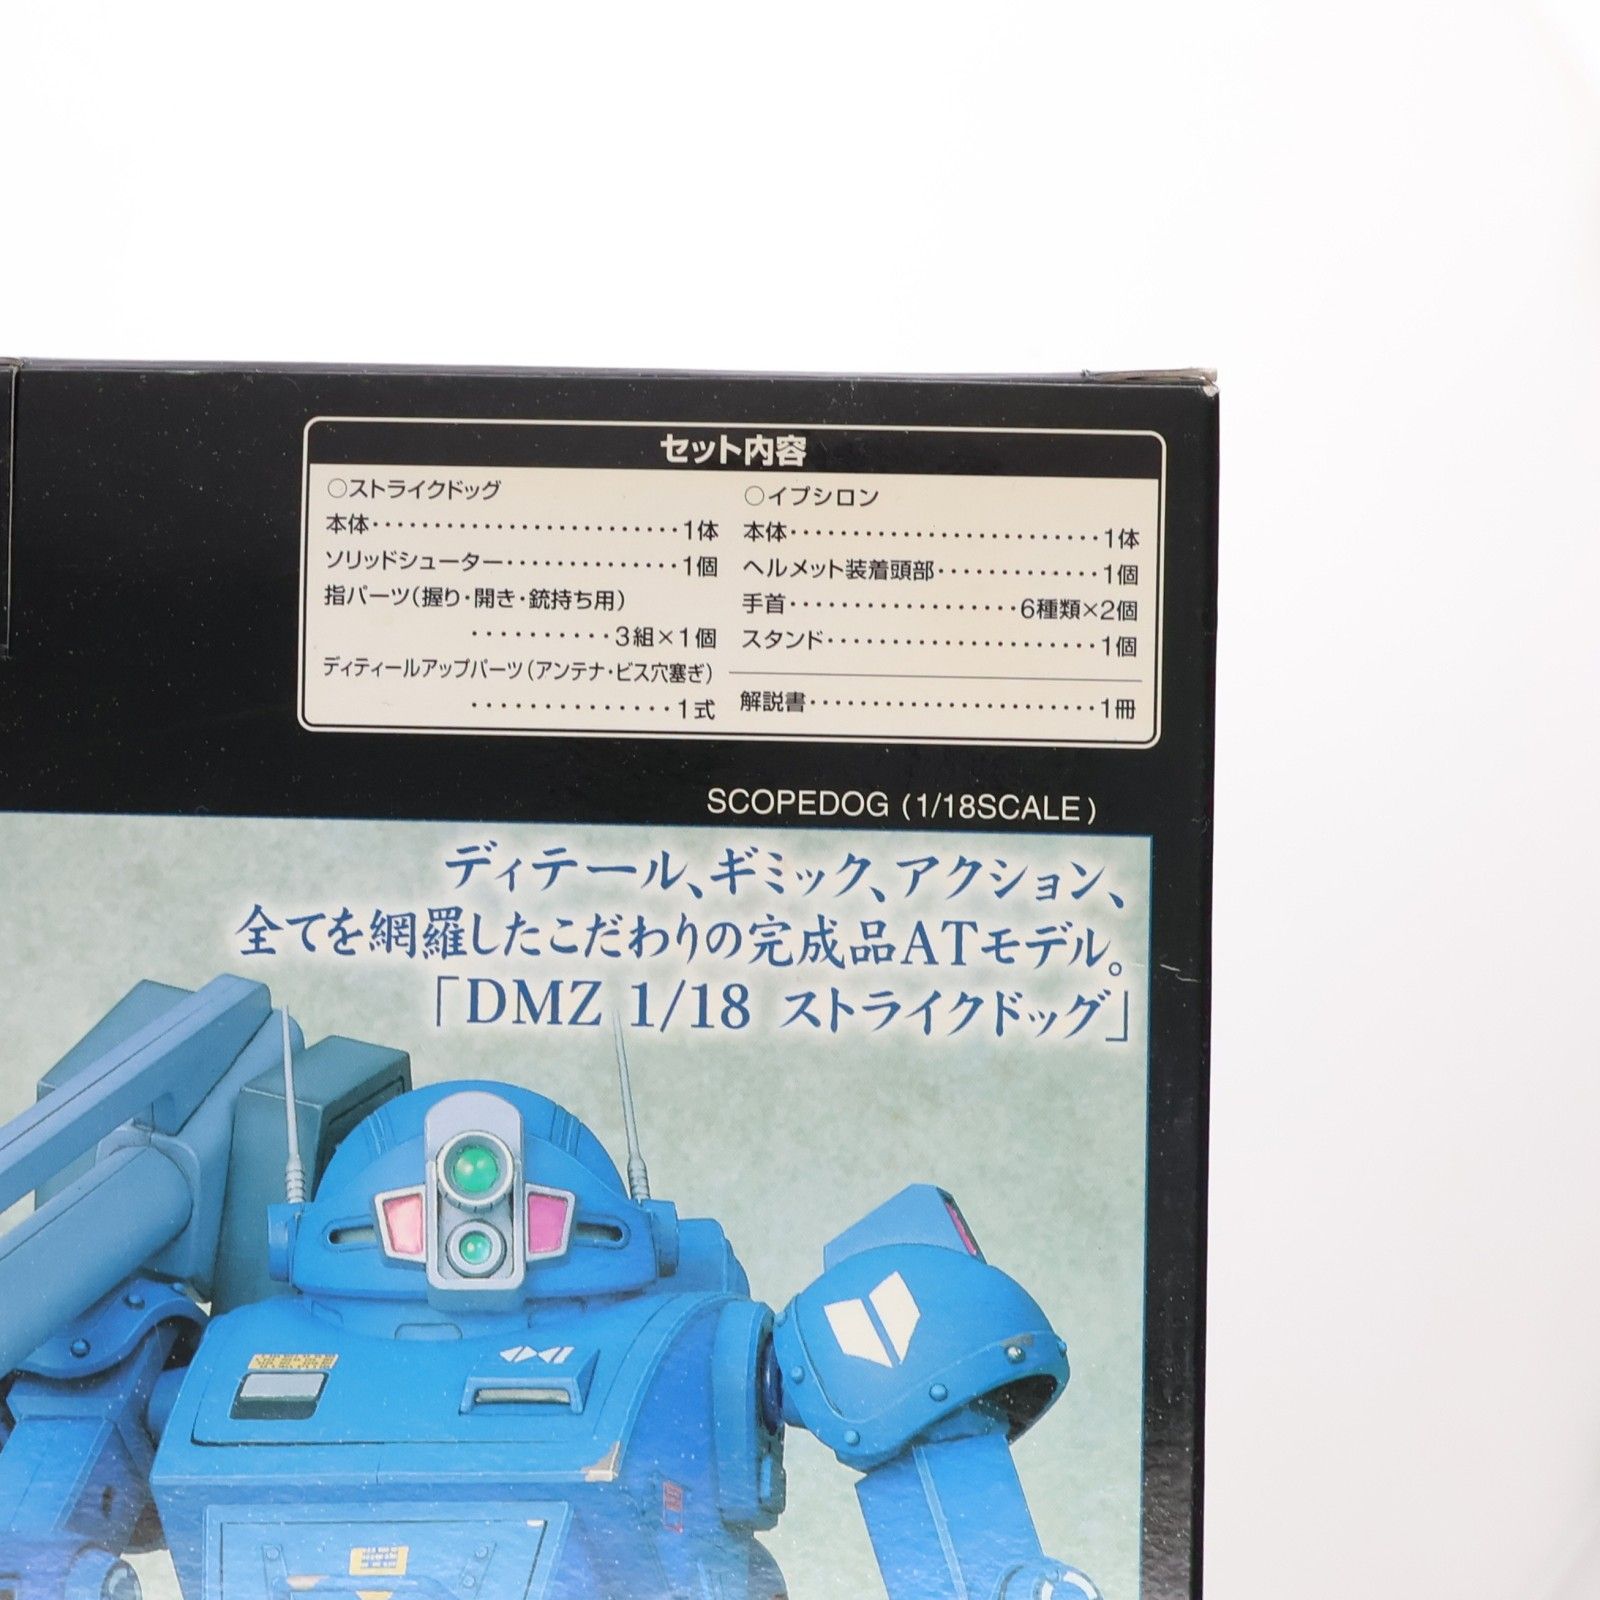 セット内容
○ストライクドッグ
本体・・・・・・・・・・・・・・・・・・・・・・・・・1体
ソリッドシューター・・・・・・・・・・・・・・1個
指パーツ(握り・開き・銃持ち用)
・・・・・・・・・・3組×1個
ディティールアップパーツ(アンテナ・ビス穴塞ぎ)
・・・・・・・・・・・・・・1式
○イプシロン
本体・・・・・・・・・・・・・・・・・・・・・・・・・1体
ヘルメット装着頭部・・・・・・・・・・・・・1個
手首・・・・・・・・・・・・・・・・・・6種類×2個
スタンド・・・・・・・・・・・・・・・・・・・・・・1個
解説書・・・・・・・・・・・・・・・・・・・・・・・1冊
SCOPEDOG (1/18SCALE)
ディテール、ギミック、アクション、
全てを網羅したこだわりの完成品ATモデル。
「DMZ 1/18 ストライクドッグ」